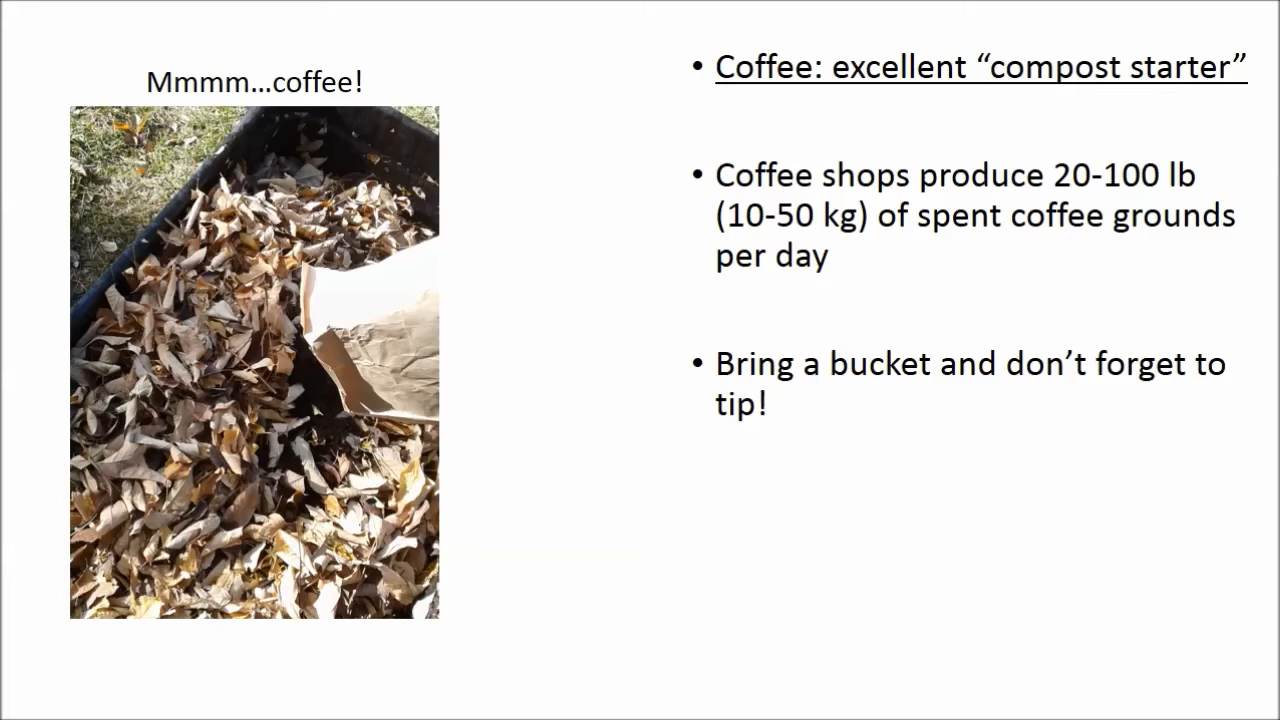 Mmmm...coffee!
• Coffee: excellent “compost starter”
• Coffee shops produce 20-100 lb
(10-50 kg) of spent coffee grounds
per day
• Bring a bucket and don’t forget to
tip!